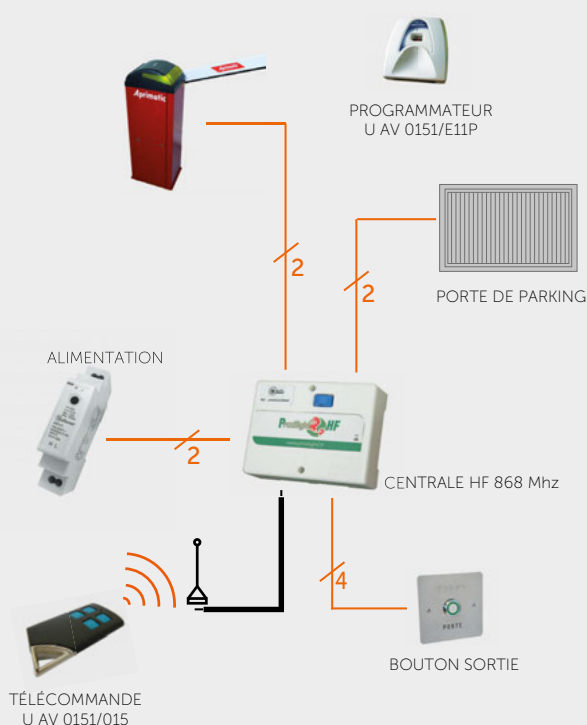 Aprimatic
PROGRAMMATEUR
U AV 0151/E11P
2
2
PORTE DE PARKING
ALIMENTATION
2
CENTRALE HF 868 Mhz
4
PORTE
BOUTON SORTIE
TÉLÉCOMMANDE
U AV 0151/015